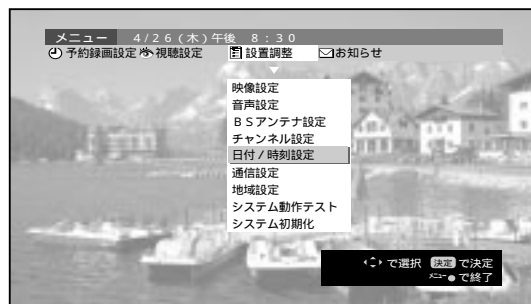 メニュー 4/26(木)午後 8:30
予約録画設定 視聴設定 設置調整 お知らせ
映像設定
音声設定
BSアンテナ設定
チャンネル設定
日付/時刻設定
通信設定
地域設定
システム動作テスト
システム初期化
で選択 決定 で決定
メニュー で終了